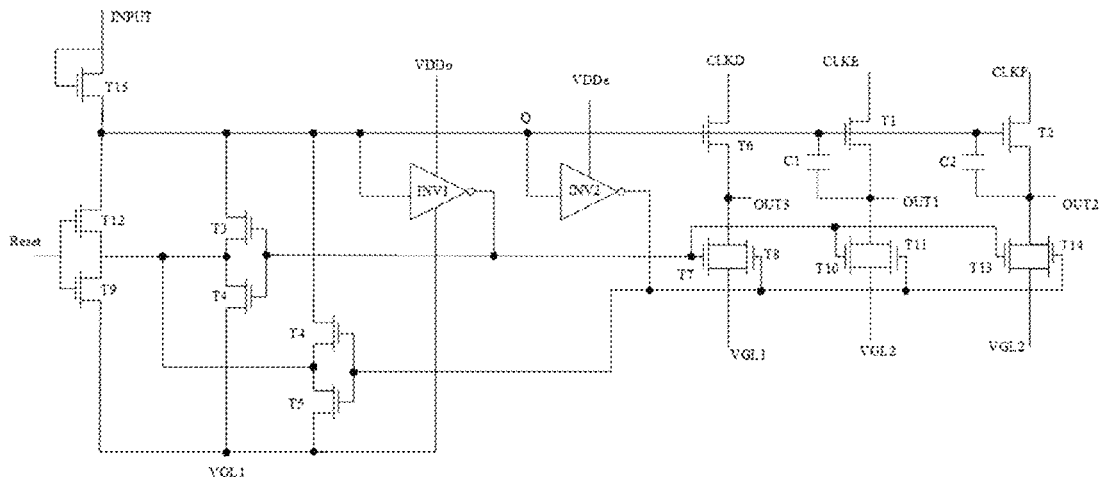 INPUT
T15
VDDo
VDDe
CLKD
CLKE
CLKF
Q
T6
T1
T2
C1
C2
INV1
INV2
OUT3
OUT1
OUT2
Reset
T12
T3
T9
T4
T7
T8
T10
T11
T13
T14
T4
T5
VGL1
VGL2
VGL2
VGL1